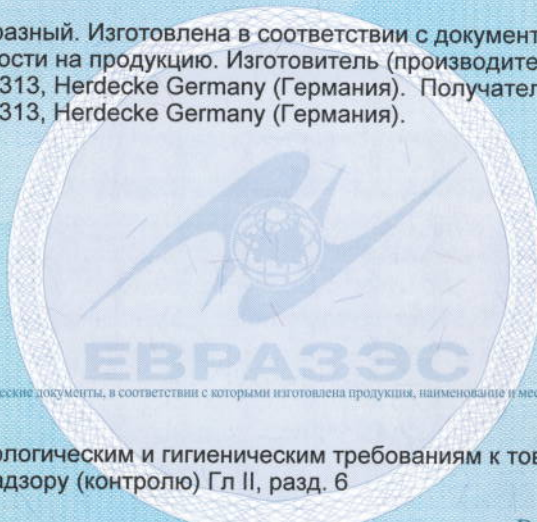 разный. Изготовлена в соответствии с документ
ости на продукцию. Изготовитель (производите
313, Herdecke Germany (Германия). Получател
313, Herdecke Germany (Германия).
ЕВРАЗЭС
еские документы, в соответствии с которыми изготовлена продукция, наименование и мес
ологическим и гигиеническим требованиям к тов
адзору (контролю) Гл II, разд. 6